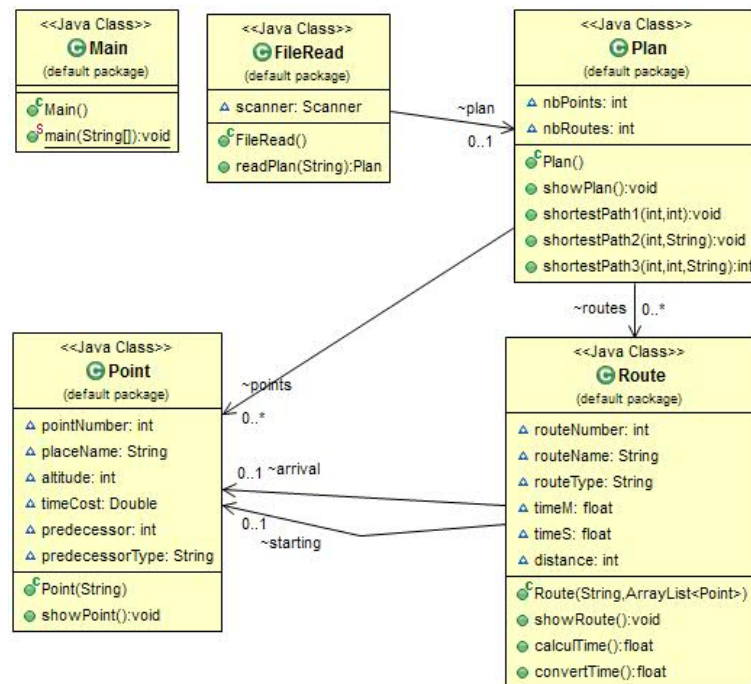 <<Java Class>>
Main
(default package)
Main()
main(String[]):void
<<Java Class>>
FileRead
(default package)
scanner: Scanner
FileRead()
readPlan(String):Plan
~plan
0..1
<<Java Class>>
Plan
(default package)
nbPoints: int
nbRoutes: int
Plan()
showPlan():void
shortestPath1(int,int):void
shortestPath2(int,String):void
shortestPath3(int,int,String):int
~routes 0..*
~points
0..*
<<Java Class>>
Point
(default package)
pointNumber: int
placeName: String
altitude: int
timeCost: Double
predecessor: int
predecessorType: String
Point(String)
showPoint():void
0..1 ~arrival
0..1
~starting
<<Java Class>>
Route
(default package)
routeNumber: int
routeName: String
routeType: String
timeM: float
timeS: float
distance: int
Route(String,ArrayList<Point>)
showRoute():void
calculTime():float
convertTime():float